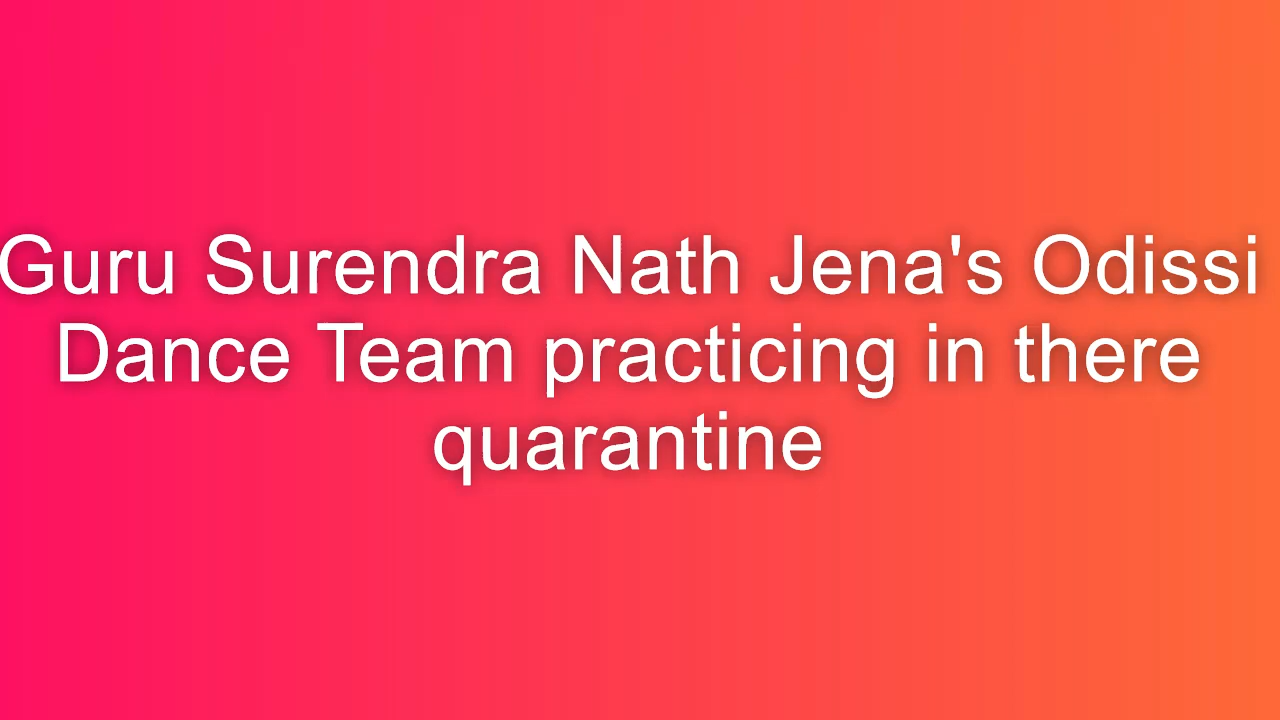 Guru Surendra Nath Jena's Odissi
Dance Team practicing in there
quarantine